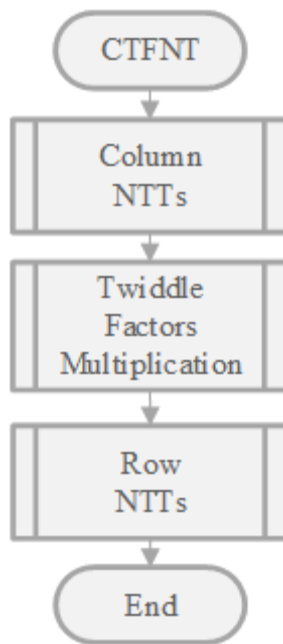 CTFNT
Column
NTTs
Twiddle
Factors
Multiplication
Row
NTTs
End